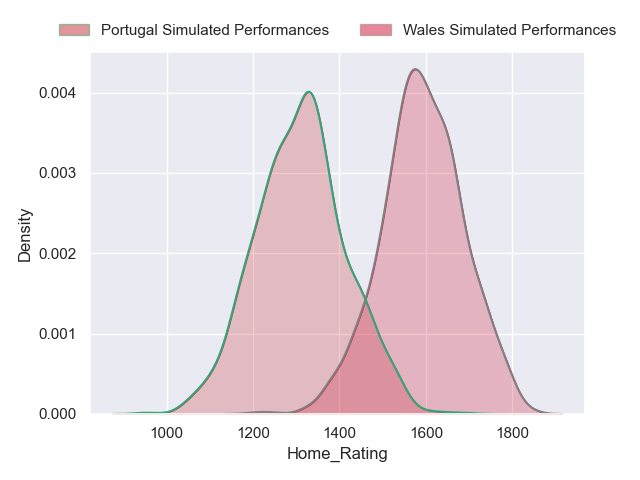 Portugal Simulated Performances Wales Simulated Performances
0.004
0.003
0.002
0.001
0.000
Density
1000 1200 1400 1600 1800
Home_Rating